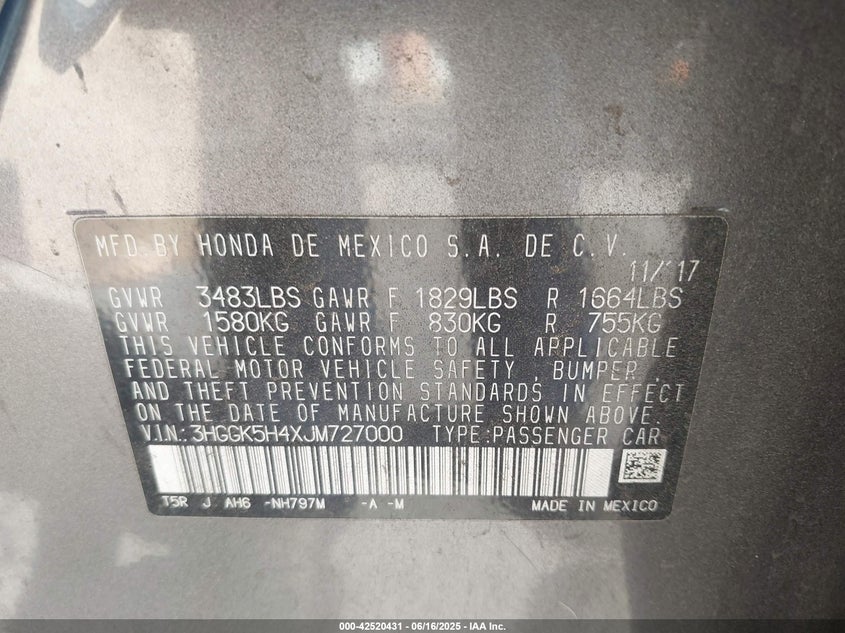 MFD. BY HONDA DE MEXICO S.A. DE C.V.
11/'17
GVWR 3483LBS GAWR F 1829LBS R 1664LBS
GVWR 1580KG GAWR F 830KG R 755KG
THIS VEHICLE CONFORMS TO ALL APPLICABLE
FEDERAL MOTOR VEHICLE SAFETY , BUMPER ,
AND THEFT PREVENTION STANDARDS IN EFFECT
ON THE DATE OF MANUFACTURE SHOWN ABOVE.
V.I.N.:3HGGK5H4XJM727000 TYPE:PASSENGER CAR
T5R J AH6 -NH797M -A -M MADE IN MEXICO
000-42520431 - 06/16/2025 - IAA Inc.